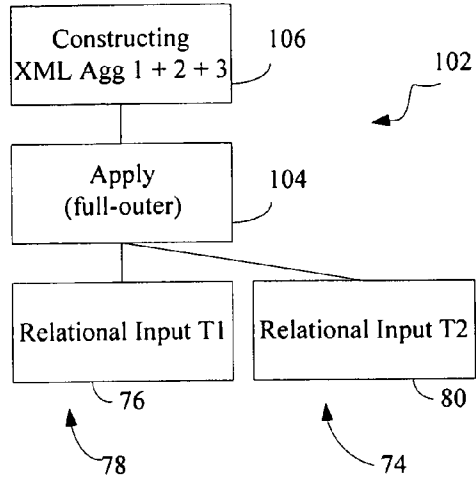 Constructing
XML Agg 1 + 2 + 3
106
102
Apply
(full-outer)
104
Relational Input T1
Relational Input T2
76
80
78
74